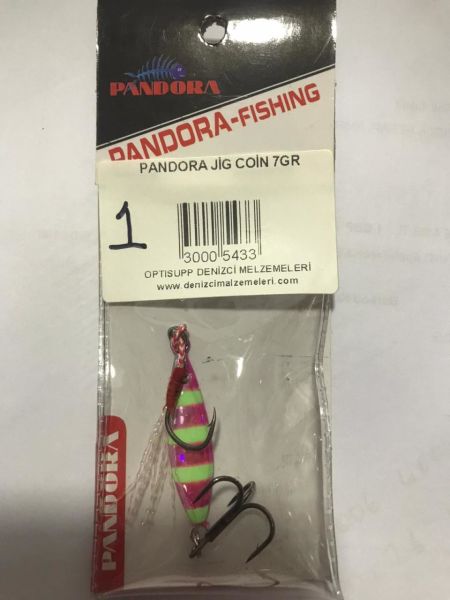 PANDORA
PANDORA-FISHING
PANDORA JİG COİN 7GR
1
3000 5433
OPTISUPP DENİZCİ MELZEMELERİ
www.denizcimalzemeleri.com
PANDORA